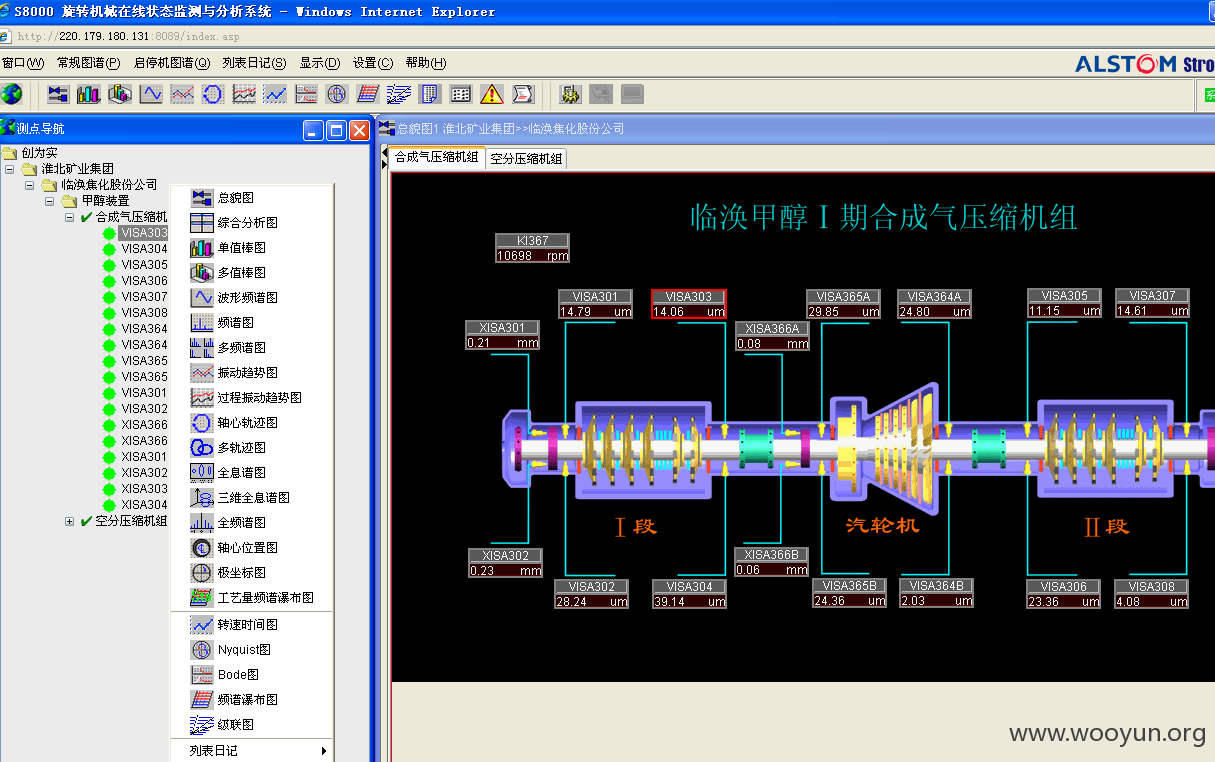 S8000 旋转机械在线状态监测与分析系统 - Windows Internet Explorer
http://220.179.180.131:8089/index.asp
窗口(W) 常规图谱(P) 启停机图谱(Q) 列表日记(S) 显示(D) 设置(C) 帮助(H)
ALSTOM Stro
系
测点导航
总貌图1 淮北矿业集团>>临涣焦化股份公司
创为实
淮北矿业集团
临涣焦化股份公司
甲醇装置
合成气压缩机
VISA303
VISA304
VISA305
VISA306
VISA307
VISA308
VISA364
VISA364
VISA365
VISA365
VISA301
VISA302
XISA366
XISA366
XISA301
XISA302
XISA303
XISA304
空分压缩机组
总貌图
综合分析图
单值棒图
多值棒图
波形频谱图
频谱图
多频谱图
振动趋势图
过程振动趋势图
轴心轨迹图
多轨迹图
全息谱图
三维全息谱图
全频谱图
轴心位置图
极坐标图
工艺量频谱瀑布图
转速时间图
Nyquist图
Bode图
频谱瀑布图
级联图
列表日记
合成气压缩机组 空分压缩机组
临涣甲醇Ⅰ期合成气压缩机组
KI367
10698 rpm
VISA301
14.79 um
VISA303
14.06 um
VISA365A
29.85 um
VISA364A
24.80 um
VISA305
11.15 um
VISA307
14.61 um
XISA301
0.21 mm
XISA366A
0.08 mm
Ⅰ段
汽轮机
Ⅱ段
XISA302
0.23 mm
XISA366B
0.06 mm
VISA302
28.24 um
VISA304
39.14 um
VISA365B
24.36 um
VISA364B
2.03 um
VISA306
23.36 um
VISA308
4.08 um
www.wooyun.org